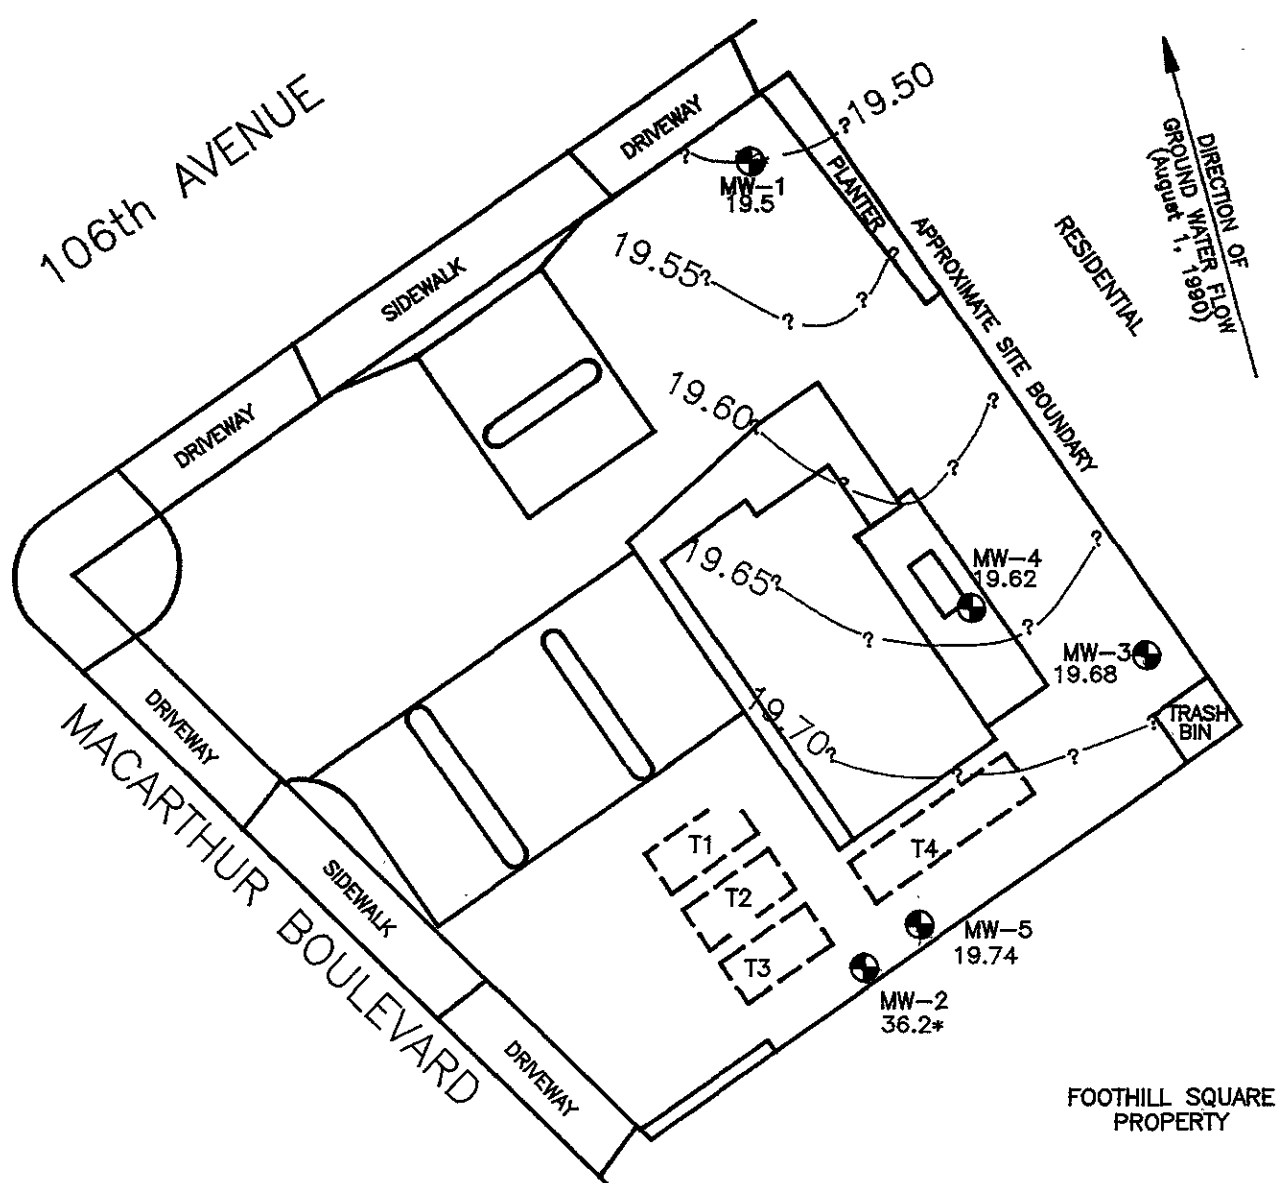 106th AVENUE
DRIVEWAY
?
?
?
19.50
MW-1
19.5
PLANTER
DIRECTION OF
GROUND WATER FLOW
(August 1, 1990)
RESIDENTIAL
APPROXIMATE SITE BOUNDARY
SIDEWALK
19.55?
?
?
?
DRIVEWAY
19.60?
?
?
?
19.65?
?
?
?
MW-4
19.62
MW-3
19.68
TRASH
BIN
19.70?
?
?
?
DRIVEWAY
MACARTHUR BOULEVARD
SIDEWALK
T1
T2
T3
T4
MW-5
19.74
MW-2
36.2*
DRIVEWAY
FOOTHILL SQUARE
PROPERTY